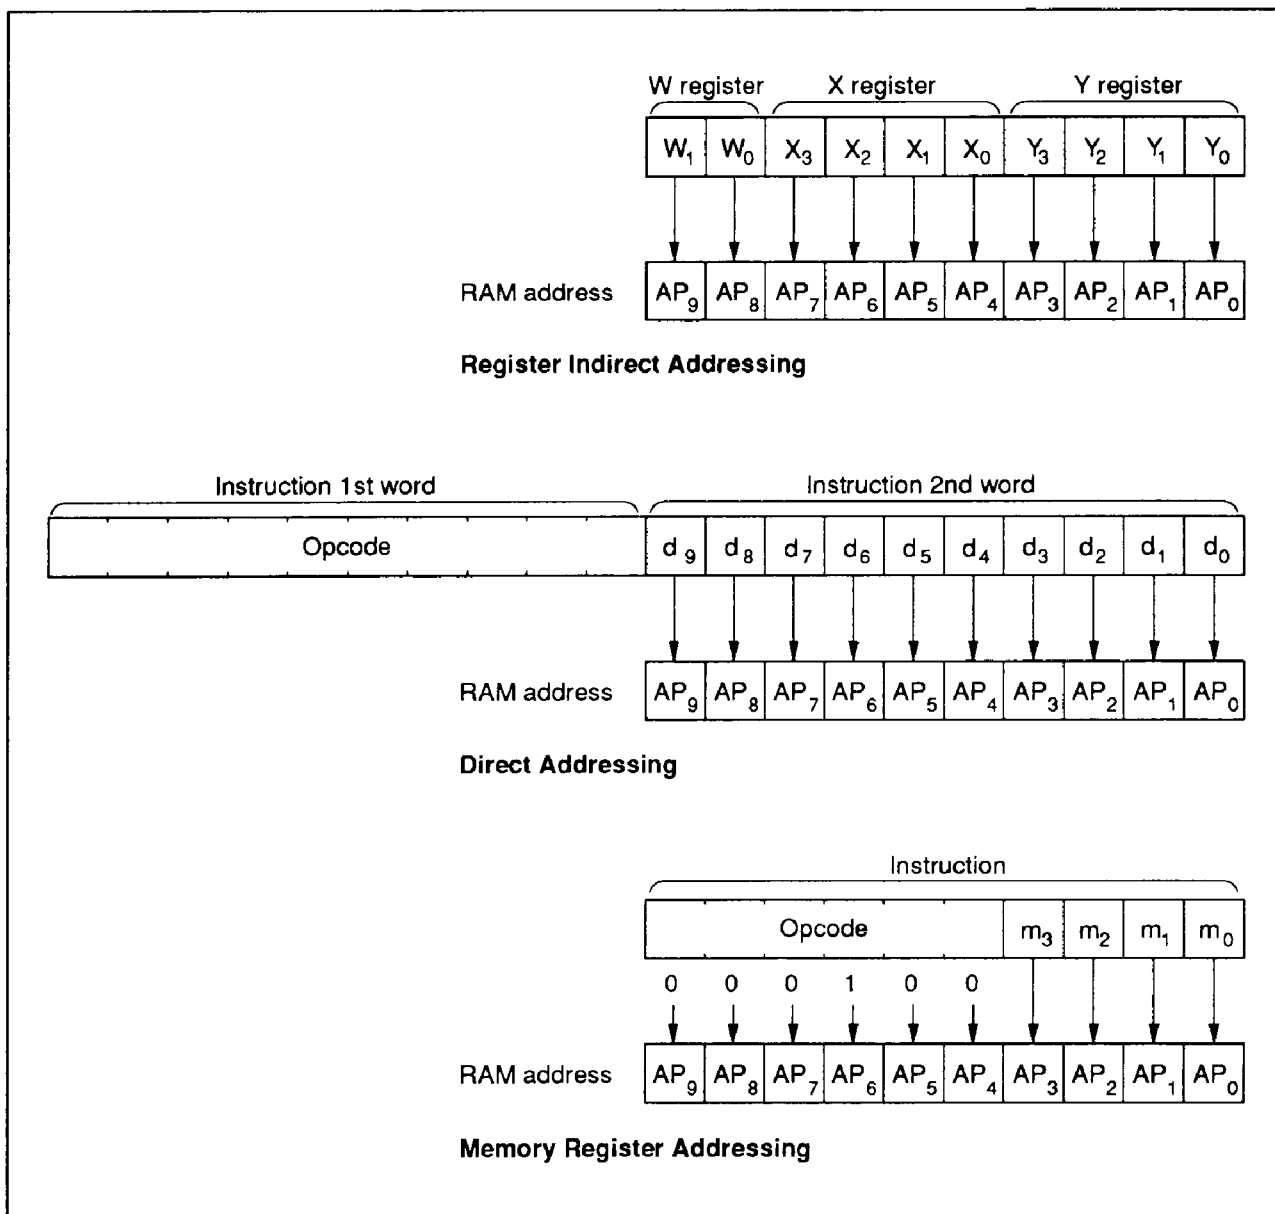 W register X register Y register
W1 W0 X3 X2 X1 X0 Y3 Y2 Y1 Y0
RAM address AP9 AP8 AP7 AP6 AP5 AP4 AP3 AP2 AP1 AP0
Register Indirect Addressing
Instruction 1st word Instruction 2nd word
Opcode d9 d8 d7 d6 d5 d4 d3 d2 d1 d0
RAM address AP9 AP8 AP7 AP6 AP5 AP4 AP3 AP2 AP1 AP0
Direct Addressing
Instruction
Opcode m3 m2 m1 m0
0 0 0 1 0 0
RAM address AP9 AP8 AP7 AP6 AP5 AP4 AP3 AP2 AP1 AP0
Memory Register Addressing